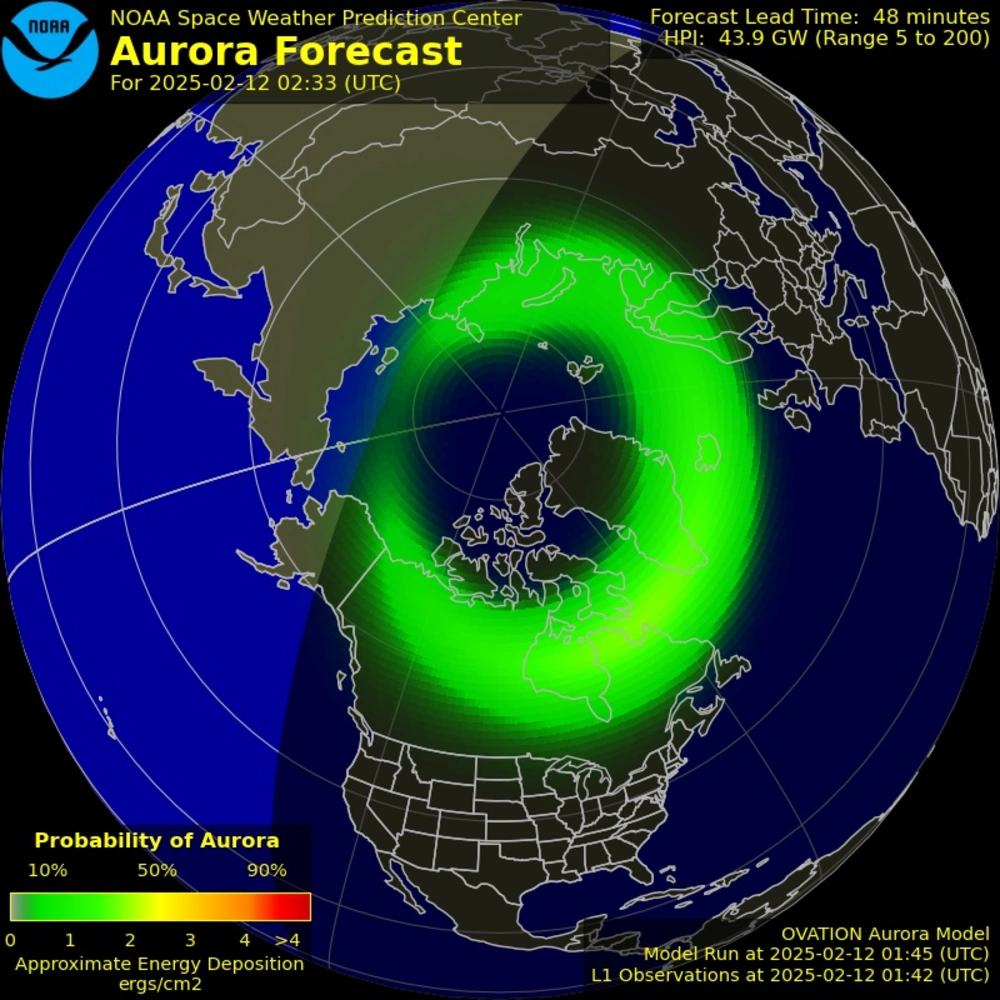 NOAA
NOAA Space Weather Prediction Center
Aurora Forecast
For 2025-02-12 02:33 (UTC)
Forecast Lead Time: 48 minutes
HPI: 43.9 GW (Range 5 to 200)
Probability of Aurora
10% 50% 90%
0 1 2 3 4 >4
Approximate Energy Deposition
ergs/cm2
OVATION Aurora Model
Model Run at 2025-02-12 01:45 (UTC)
L1 Observations at 2025-02-12 01:42 (UTC)